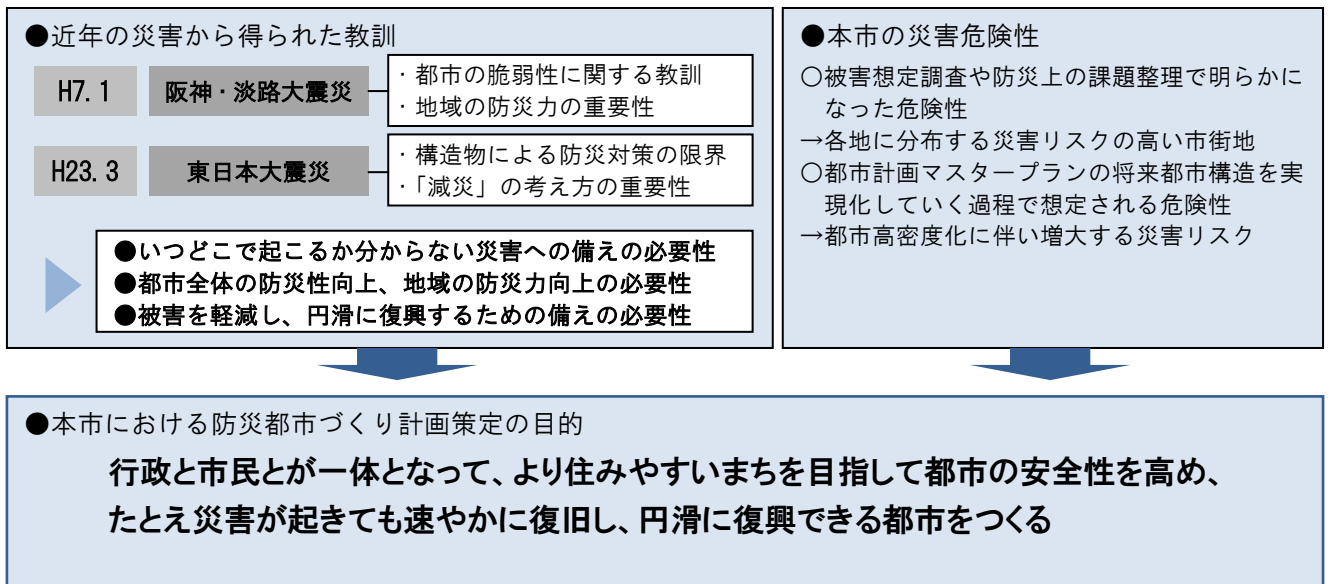 ●近年の災害から得られた教訓
H7.1
阪神・淡路大震災
・都市の脆弱性に関する教訓
・地域の防災力の重要性
H23.3
東日本大震災
・構造物による防災対策の限界
・「減災」の考え方の重要性
●いつどこで起こるか分からない災害への備えの必要性
●都市全体の防災性向上、地域の防災力向上の必要性
●被害を軽減し、円滑に復興するための備えの必要性
●本市の災害危険性
○被害想定調査や防災上の課題整理で明らかに
なった危険性
→各地に分布する災害リスクの高い市街地
○都市計画マスタープランの将来都市構造を実
現化していく過程で想定される危険性
→都市高密度化に伴い増大する災害リスク
●本市における防災都市づくり計画策定の目的
行政と市民とが一体となって、より住みやすいまちを目指して都市の安全性を高め、
たとえ災害が起きても速やかに復旧し、円滑に復興できる都市をつくる